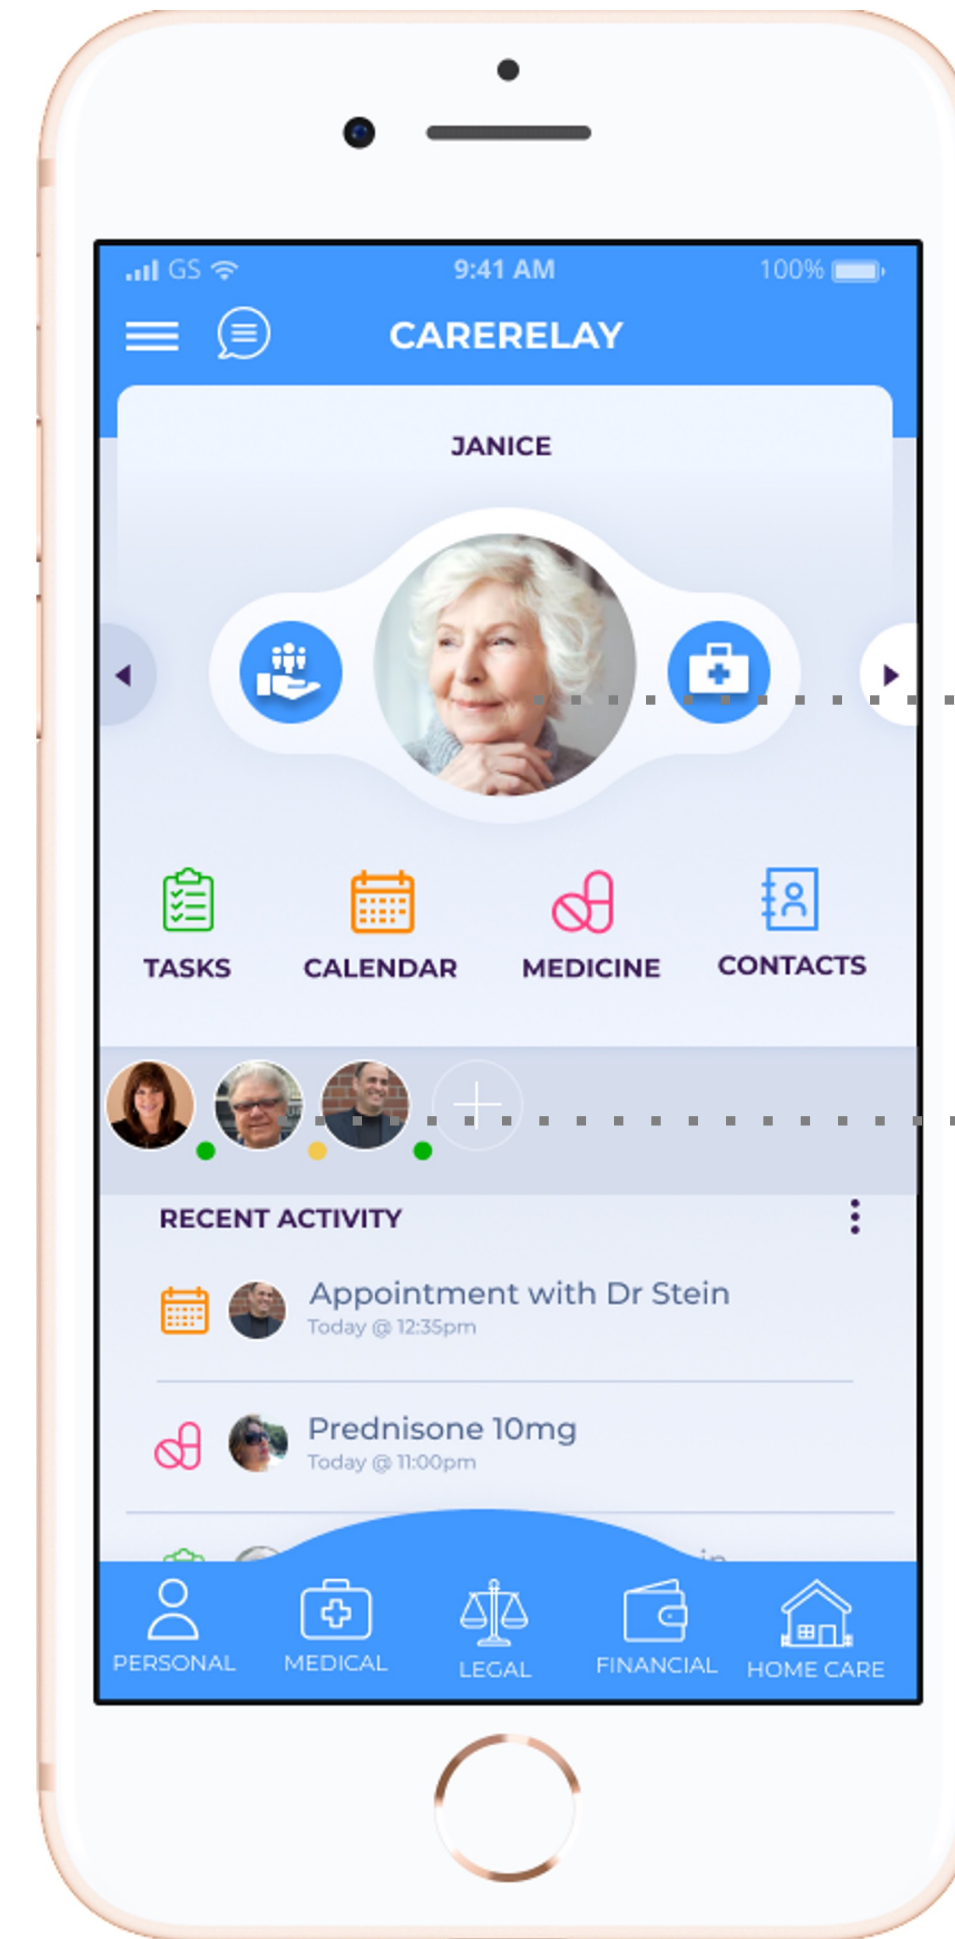 GS 9:41 AM 100%
CARERELAY
JANICE
TASKS CALENDAR MEDICINE CONTACTS
RECENT ACTIVITY
Appointment with Dr Stein
Today @ 12:35pm
Prednisone 10mg
Today @ 11:00pm
PERSONAL MEDICAL LEGAL FINANCIAL HOME CARE